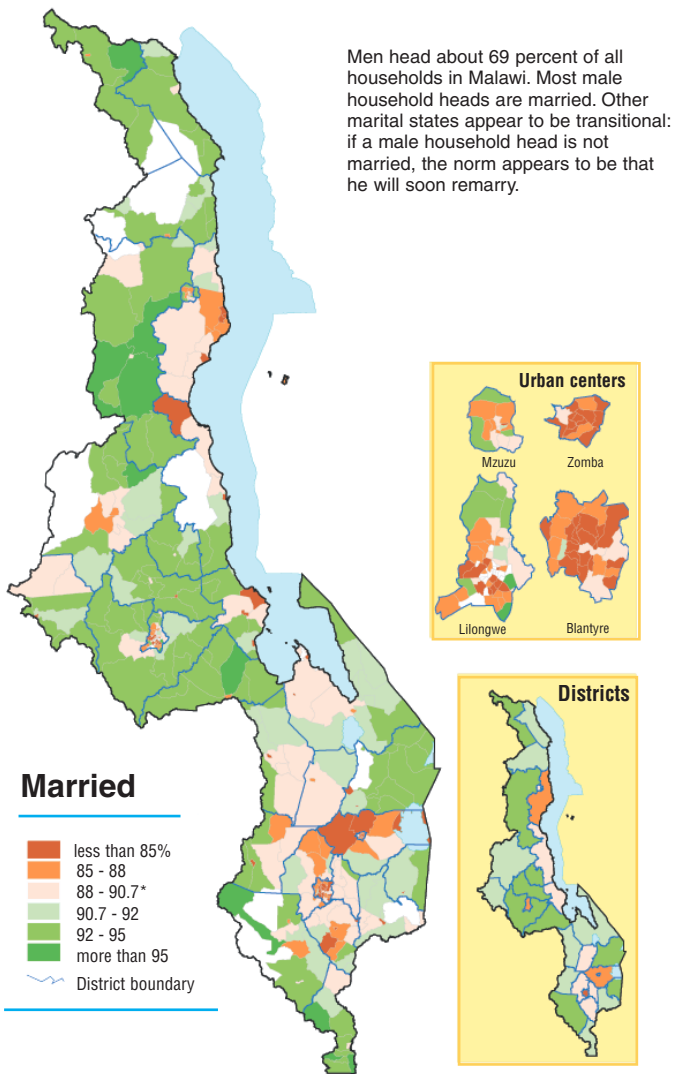 Men head about 69 percent of all
households in Malawi. Most male
household heads are married. Other
marital states appear to be transitional:
if a male household head is not
married, the norm appears to be that
he will soon remarry.
Urban centers
Mzuzu
Zomba
Lilongwe
Blantyre
Districts
Married
less than 85%
85 - 88
88 - 90.7*
90.7 - 92
92 - 95
more than 95
District boundary